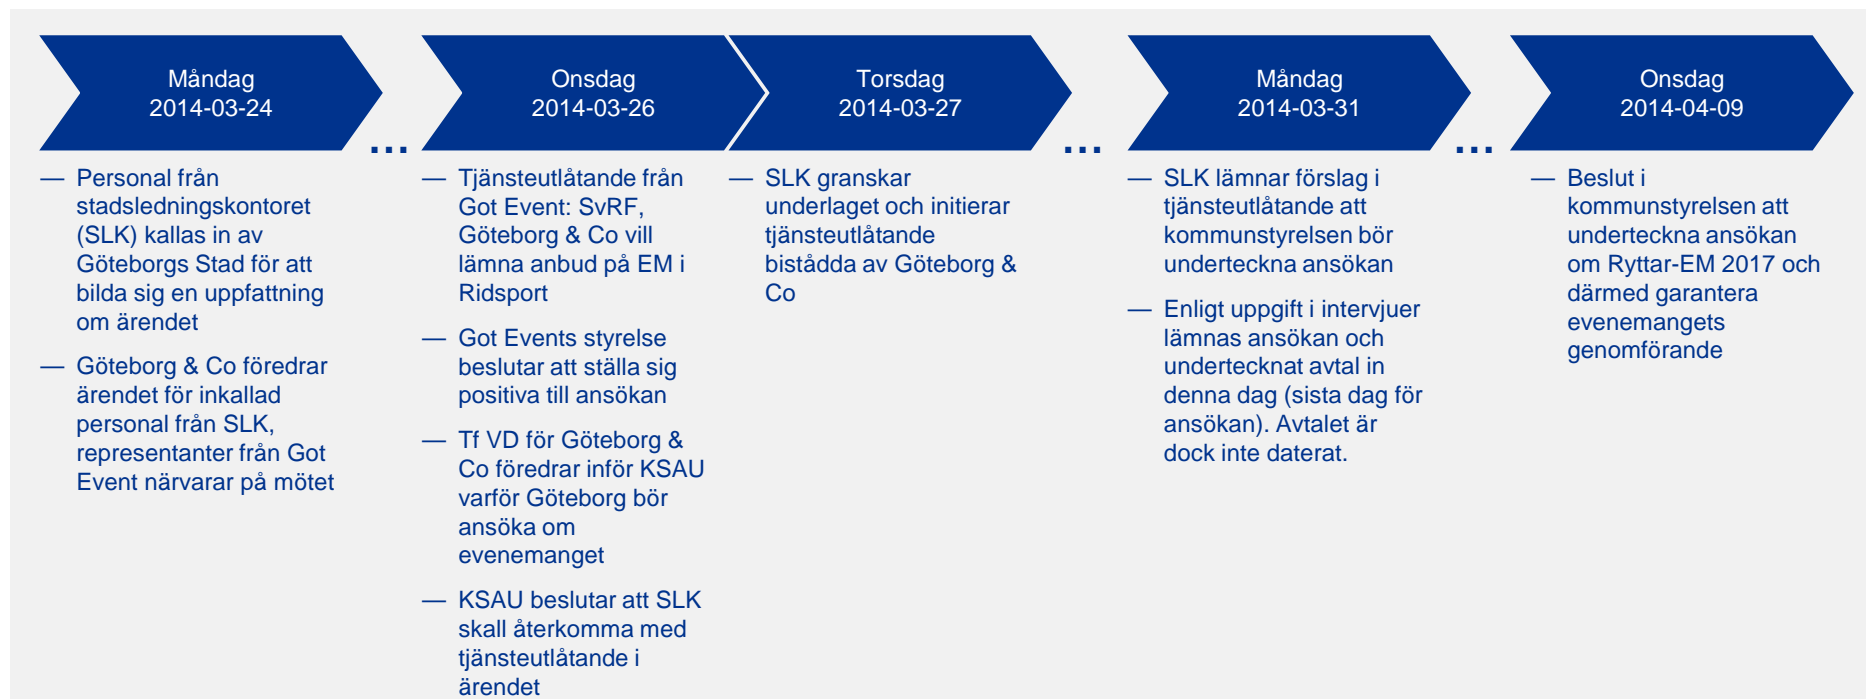 Måndag
2014-03-24
...
Onsdag
2014-03-26
Torsdag
2014-03-27
...
Måndag
2014-03-31
...
Onsdag
2014-04-09
— Personal från
stadsledningskontoret
(SLK) kallas in av
Göteborgs Stad för att
bilda sig en uppfattning
om ärendet
— Göteborg & Co föredrar
ärendet för inkallad
personal från SLK,
representanter från Got
Event närvarar på mötet
— Tjänsteutlåtande från
Got Event: SvRF,
Göteborg & Co vill
lämna anbud på EM i
Ridsport
— Got Events styrelse
beslutar att ställa sig
positiva till ansökan
— Tf VD för Göteborg &
Co föredrar inför KSAU
varför Göteborg bör
ansöka om
evenemanget
— KSAU beslutar att SLK
skall återkomma med
tjänsteutlåtande i
ärendet
— SLK granskar
underlaget och initierar
tjänsteutlåtande
biståd​da av Göteborg &
Co
— SLK lämnar förslag i
tjänsteutlåtande att
kommunstyrelsen bör
underteckna ansökan
— Enligt uppgift i intervjuer
lämnas ansökan och
undertecknat avtal in
denna dag (sista dag för
ansökan). Avtalet är
dock inte daterat.
— Beslut i
kommunstyrelsen att
underteckna ansökan
om Ryttar-EM 2017 och
därmed garantera
evenemangets
genomförande